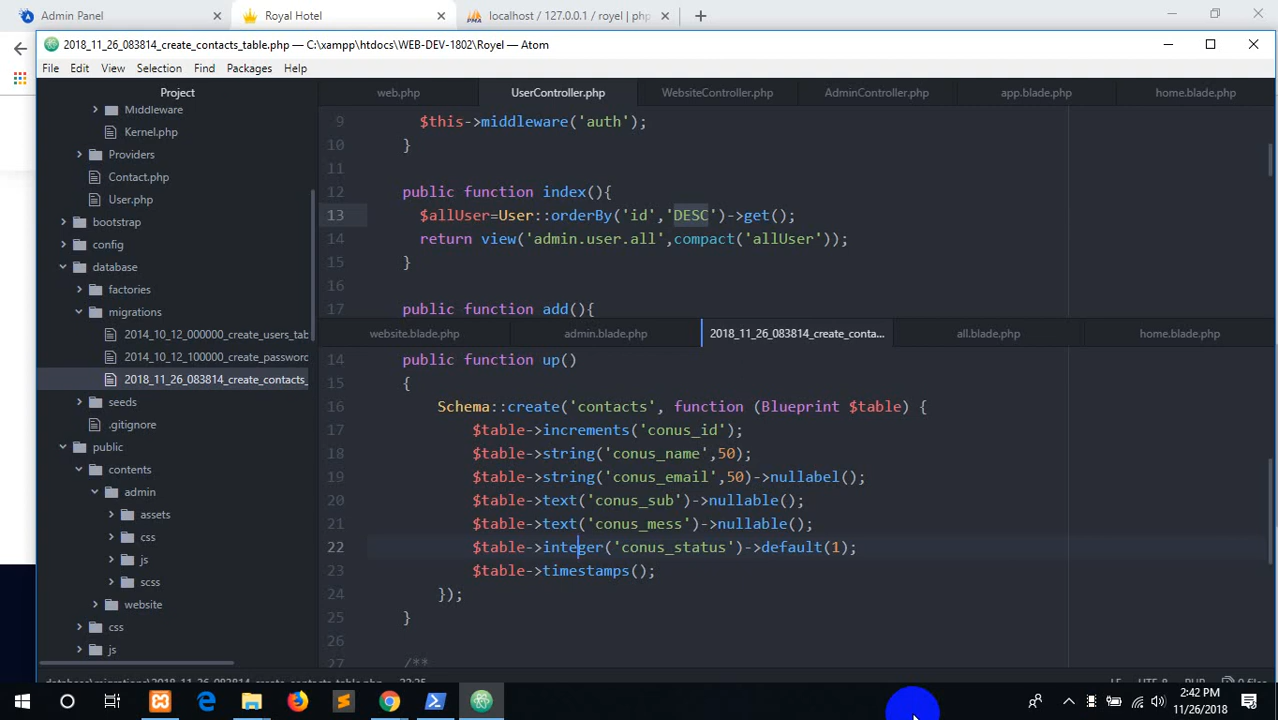 Admin Panel
Royal Hotel
localhost / 127.0.0.1 / royel | php
2018_11_26_083814_create_contacts_table.php — C:\xampp\htdocs\WEB-DEV-1802\Royel — Atom
File Edit View Selection Find Packages Help
Project
Middleware
Kernel.php
Providers
Contact.php
User.php
bootstrap
config
database
factories
migrations
2014_10_12_000000_create_users_tab
2014_10_12_100000_create_password
2018_11_26_083814_create_contacts_
seeds
.gitignore
public
contents
admin
assets
css
js
scss
website
css
js
web.php UserController.php WebsiteController.php AdminController.php app.blade.php home.blade.php
9 $this->middleware('auth');
10 }
11
12 public function index(){
13 $allUser=User::orderBy('id','DESC')->get();
14 return view('admin.user.all',compact('allUser'));
15 }
16
17 public function add(){
website.blade.php admin.blade.php 2018_11_26_083814_create_conta... all.blade.php home.blade.php
14 public function up()
15 {
16 Schema::create('contacts', function (Blueprint $table) {
17 $table->increments('conus_id');
18 $table->string('conus_name',50);
19 $table->string('conus_email',50)->nullabel();
20 $table->text('conus_sub')->nullable();
21 $table->text('conus_mess')->nullable();
22 $table->integer('conus_status')->default(1);
23 $table->timestamps();
24 });
25 }
26
27 /**
2:42 PM
11/26/2018